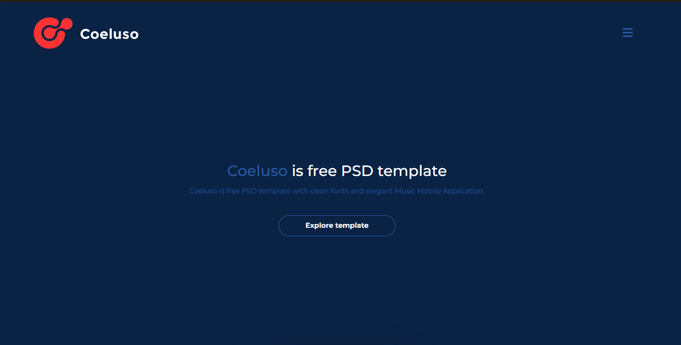 Coeluso
Coeluso is free PSD template
Coeluso is free PSD template with clean fonts and elegant Music Mobile Application.
Explore template